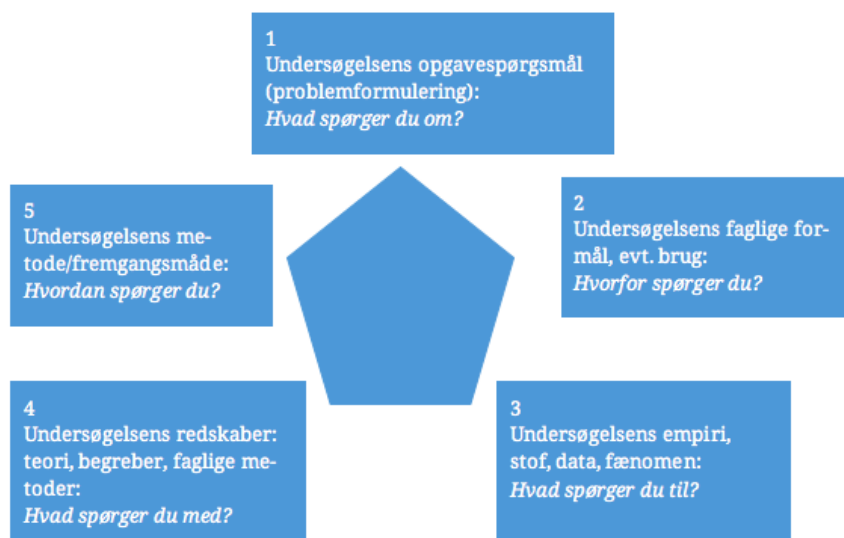 1
Undersøgelsens opgavespørgsmål
(problemformulering):
Hvad spørger du om?
2
Undersøgelsens faglige for-
mål, evt. brug:
Hvorfor spørger du?
3
Undersøgelsens empiri,
stof, data, fænomen:
Hvad spørger du til?
4
Undersøgelsens redskaber:
teori, begreber, faglige me-
toder:
Hvad spørger du med?
5
Undersøgelsens me-
tode/fremgangsmåde:
Hvordan spørger du?